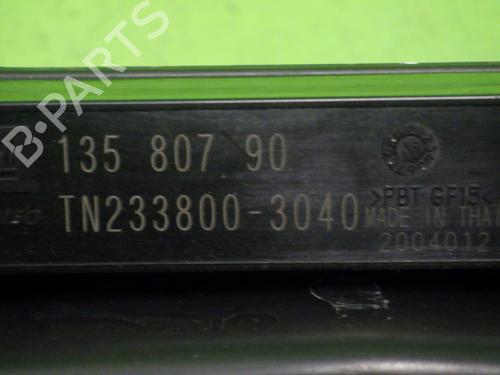 B-PARTS
135 807 90
TN233800-3040
>PBT GF15<
MADE IN THAI
2004012